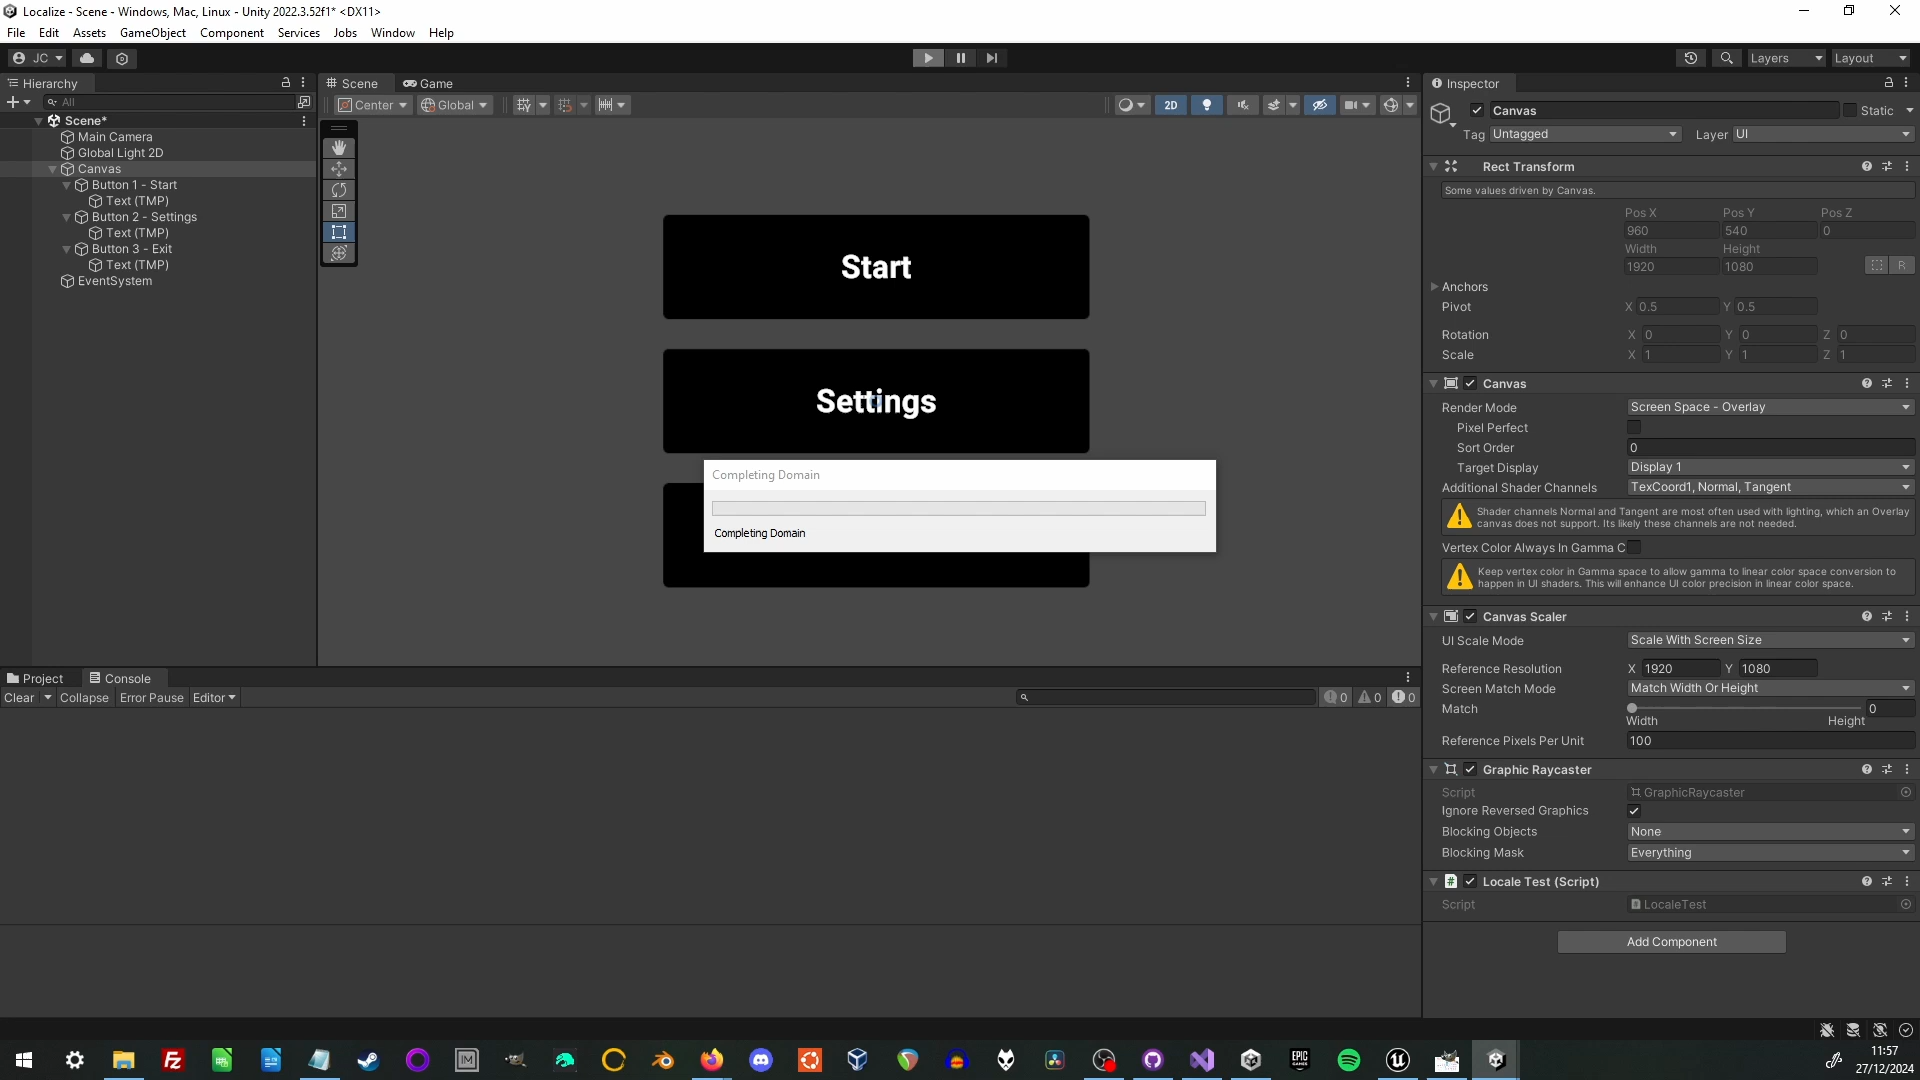 Localize - Scene - Windows, Mac, Linux - Unity 2022.3.52f1* <DX11>
File Edit Assets GameObject Component Services Jobs Window Help
JC
Layers Layout
Hierarchy
All
Scene*
Main Camera
Global Light 2D
Canvas
Button 1 - Start
Text (TMP)
Button 2 - Settings
Text (TMP)
Button 3 - Exit
Text (TMP)
EventSystem
Scene Game
Center Global 2D
Start
Settings
Completing Domain
Completing Domain
Project Console
Clear Collapse Error Pause Editor
0 0 0
Inspector
Canvas Static
Tag Untagged Layer UI
Rect Transform
Some values driven by Canvas.
Pos X Pos Y Pos Z
960 540 0
Width Height
1920 1080 R
Anchors
Pivot X 0.5 Y 0.5
Rotation X 0 Y 0 Z 0
Scale X 1 Y 1 Z 1
Canvas
Render Mode Screen Space - Overlay
Pixel Perfect
Sort Order 0
Target Display Display 1
Additional Shader Channels TexCoord1, Normal, Tangent
Shader channels Normal and Tangent are most often used with lighting, which an Overlay
canvas does not support. Its likely these channels are not needed.
Vertex Color Always In Gamma C
Keep vertex color in Gamma space to allow gamma to linear color space conversion to
happen in UI shaders. This will enhance UI color precision in linear color space.
Canvas Scaler
UI Scale Mode Scale With Screen Size
Reference Resolution X 1920 Y 1080
Screen Match Mode Match Width Or Height
Match 0
Width Height
Reference Pixels Per Unit 100
Graphic Raycaster
Script GraphicRaycaster
Ignore Reversed Graphics
Blocking Objects None
Blocking Mask Everything
# Locale Test (Script)
Script LocaleTest
Add Component
Fz
IM
EPIC GAMES
11:57
27/12/2024